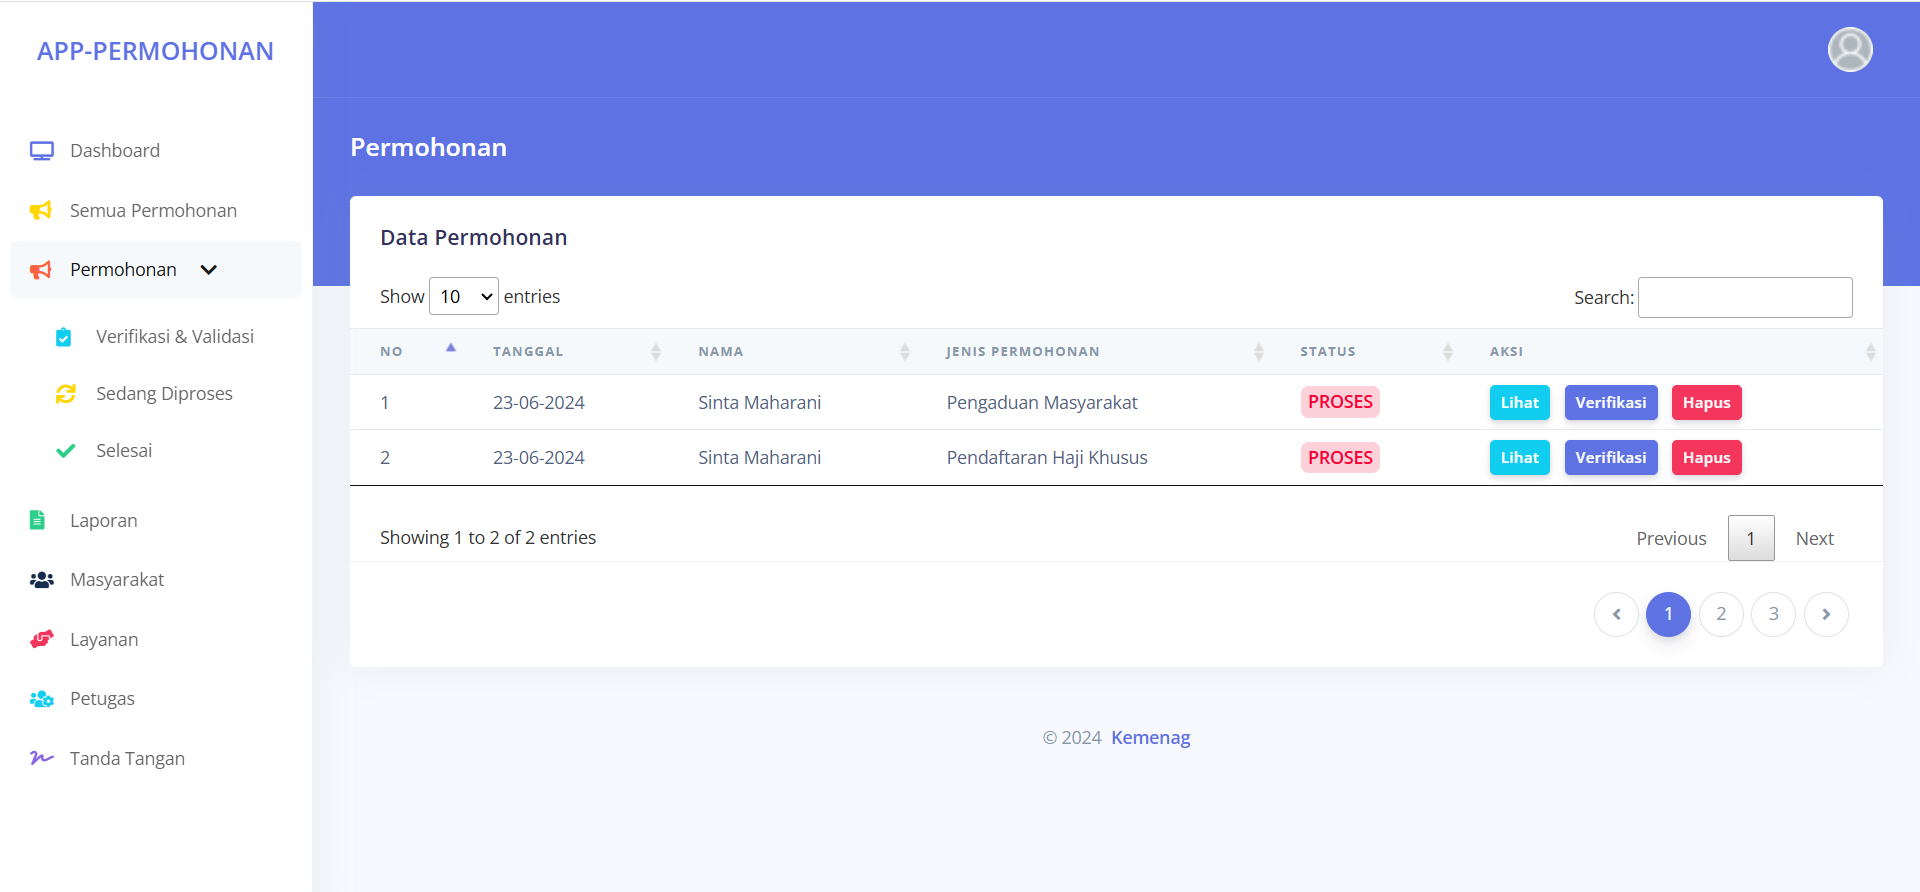 APP-PERMOHONAN
Dashboard
Semua Permohonan
Permohonan
Verifikasi & Validasi
Sedang Diproses
Selesai
Laporan
Masyarakat
Layanan
Petugas
Tanda Tangan
Permohonan
Data Permohonan
Show 10 entries
Search:
NO TANGGAL NAMA JENIS PERMOHONAN STATUS AKSI
1 23-06-2024 Sinta Maharani Pengaduan Masyarakat PROSES Lihat Verifikasi Hapus
2 23-06-2024 Sinta Maharani Pendaftaran Haji Khusus PROSES Lihat Verifikasi Hapus
Showing 1 to 2 of 2 entries
Previous 1 Next
1 2 3
© 2024 Kemenag